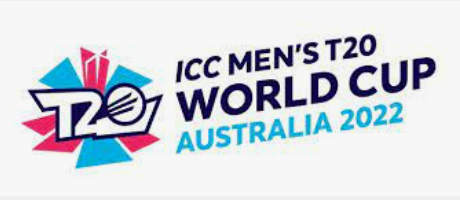 T20
ICC MEN'S T20
WORLD CUP
AUSTRALIA 2022